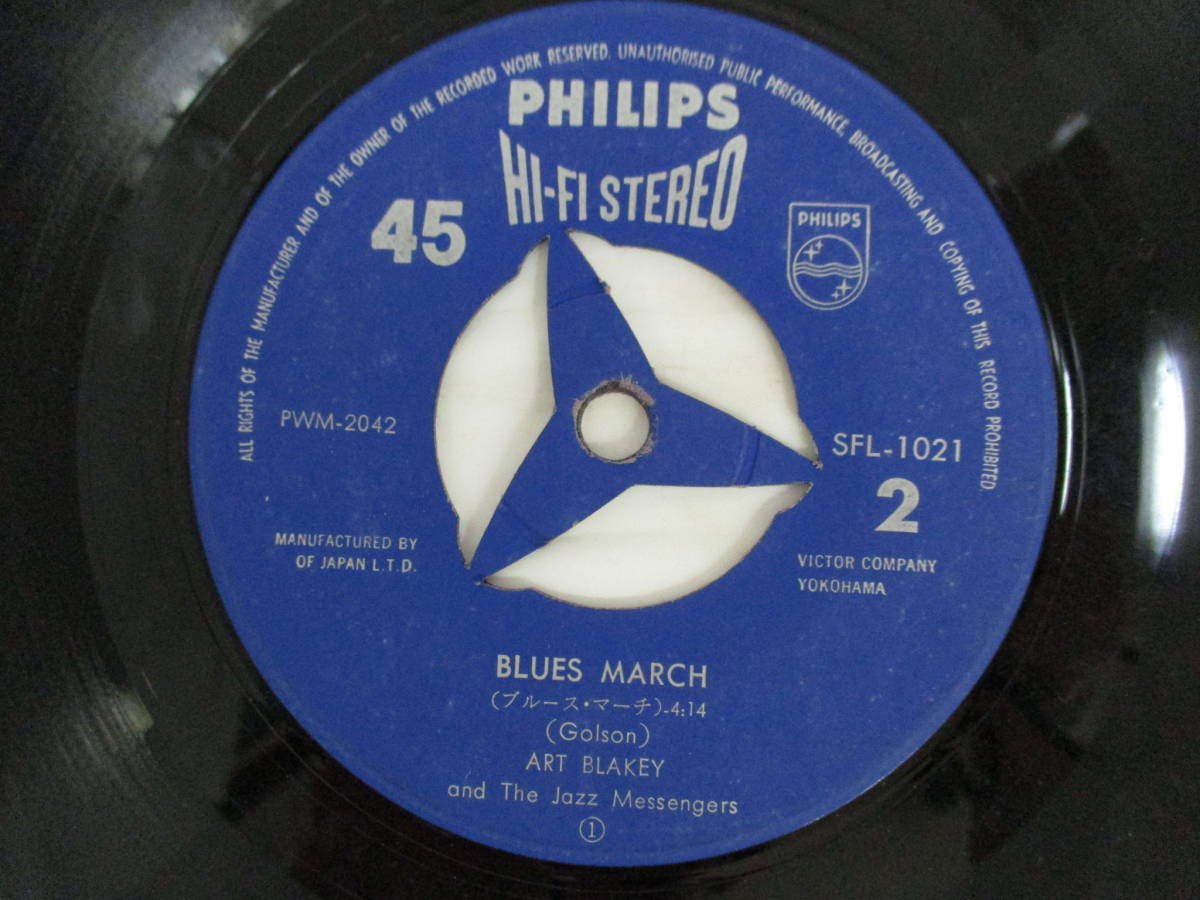 ALL RIGHTS OF THE MANUFACTURER AND OF THE OWNER OF THE RECORDED WORK RESERVED. UNAUTHORISED PUBLIC PERFORMANCE, BROADCASTING AND COPYING OF THIS RECORD PROHIBITED
PHILIPS
HI-FI STEREO
45
PHILIPS
PWM-2042
SFL-1021
2
MANUFACTURED BY
OF JAPAN L.T.D.
VICTOR COMPANY
YOKOHAMA
BLUES MARCH
(ブルース・マーチ)-4:14
(Golson)
ART BLAKEY
and The Jazz Messengers
①